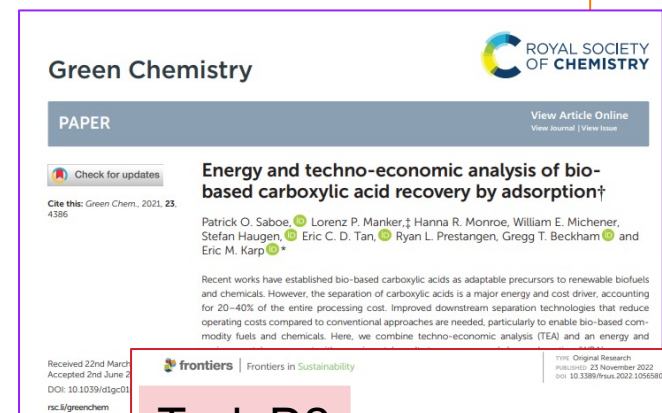 Green Chemistry
ROYAL SOCIETY
OF CHEMISTRY
PAPER
View Article Online
View Journal | View Issue
Check for updates
Cite this: Green Chem., 2021, 23,
4386
Energy and techno-economic analysis of bio-
based carboxylic acid recovery by adsorption†
Patrick O. Saboe, Lorenz P. Manker,‡ Hanna R. Monroe, William E. Michener,
Stefan Haugen, Eric C. D. Tan, Ryan L. Prestangen, Gregg T. Beckham and
Eric M. Karp *
Recent works have established bio-based carboxylic acids as adaptable precursors to renewable biofuels
and chemicals. However, the separation of carboxylic acids is a major energy and cost driver, accounting
for 20–40% of the entire processing cost. Improved downstream separation technologies that reduce
operating costs compared to conventional approaches are needed, particularly to enable bio-based com-
modity fuels and chemicals. Here, we combine techno-economic analysis (TEA) and an energy and
Received 22nd March
Accepted 2nd June 2
DOI: 10.1039/d1gc01
rsc.li/greenchem
frontiers | Frontiers in Sustainability
TYPE Original Research
PUBLISHED 23 November 2022
DOI 10.3389/frsus.2022.1056580